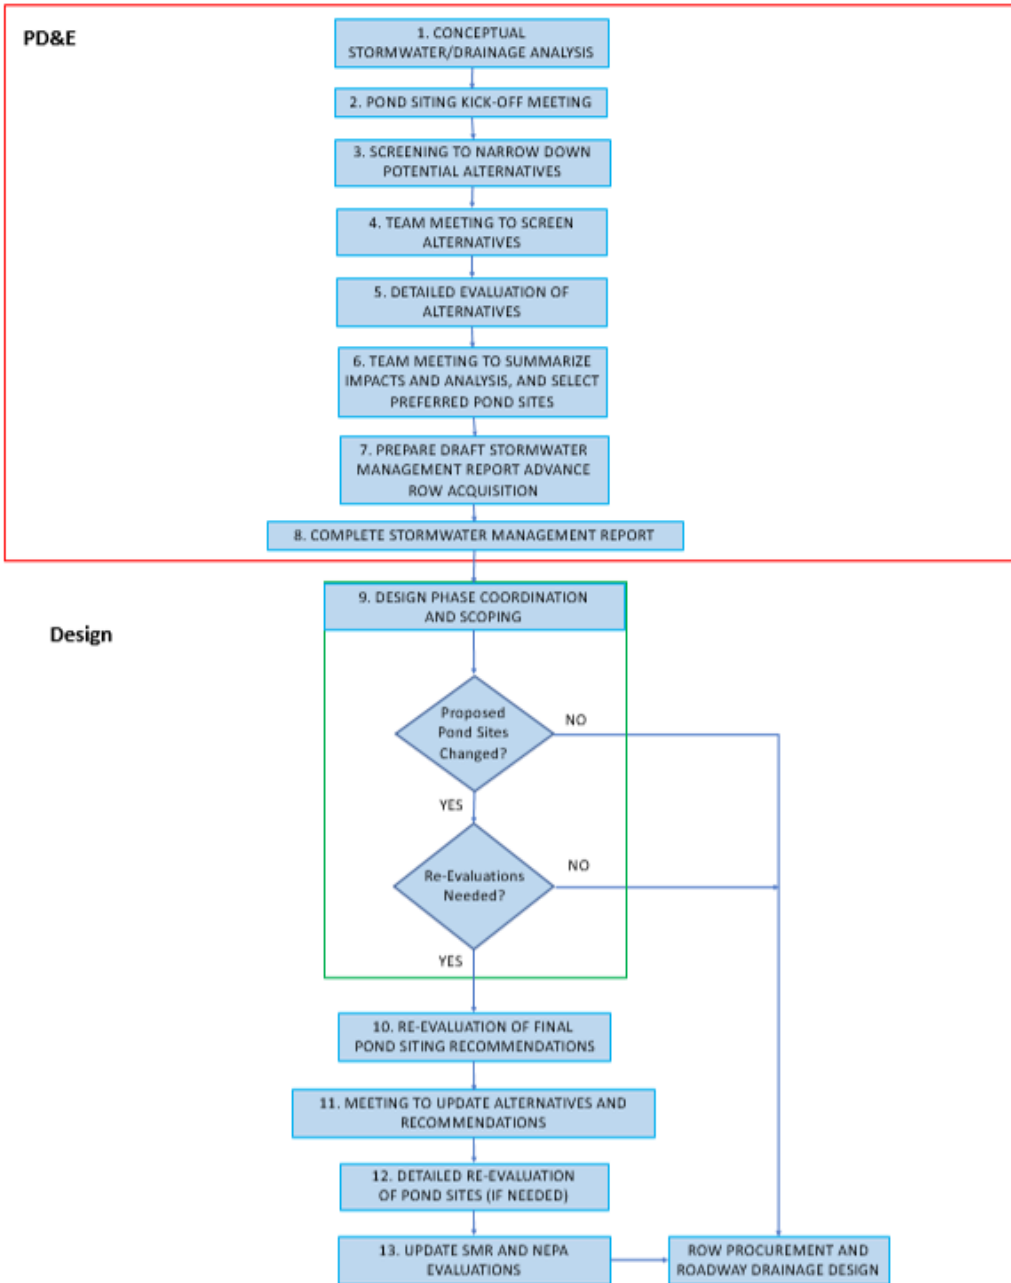 PD&E
1. CONCEPTUAL
STORMWATER/DRAINAGE ANALYSIS
2. POND SITING KICK-OFF MEETING
3. SCREENING TO NARROW DOWN
POTENTIAL ALTERNATIVES
4. TEAM MEETING TO SCREEN
ALTERNATIVES
5. DETAILED EVALUATION OF
ALTERNATIVES
6. TEAM MEETING TO SUMMARIZE
IMPACTS AND ANALYSIS, AND SELECT
PREFERRED POND SITES
7. PREPARE DRAFT STORMWATER
MANAGEMENT REPORT ADVANCE
ROW ACQUISITION
8. COMPLETE STORMWATER MANAGEMENT REPORT
Design
9. DESIGN PHASE COORDINATION
AND SCOPING
Proposed
Pond Sites
Changed?
NO
YES
Re-Evaluations
Needed?
NO
YES
10. RE-EVALUATION OF FINAL
POND SITING RECOMMENDATIONS
11. MEETING TO UPDATE ALTERNATIVES AND
RECOMMENDATIONS
12. DETAILED RE-EVALUATION
OF POND SITES (IF NEEDED)
13. UPDATE SMR AND NEPA
EVALUATIONS
ROW PROCUREMENT AND
ROADWAY DRAINAGE DESIGN